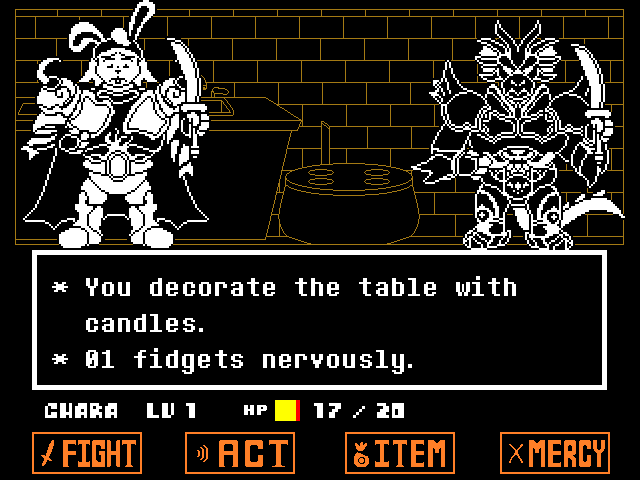 * You decorate the table with
candles.
* 01 fidgets nervously.
CHARA LV 1 HP 17 / 20
FIGHT ACT ITEM MERCY